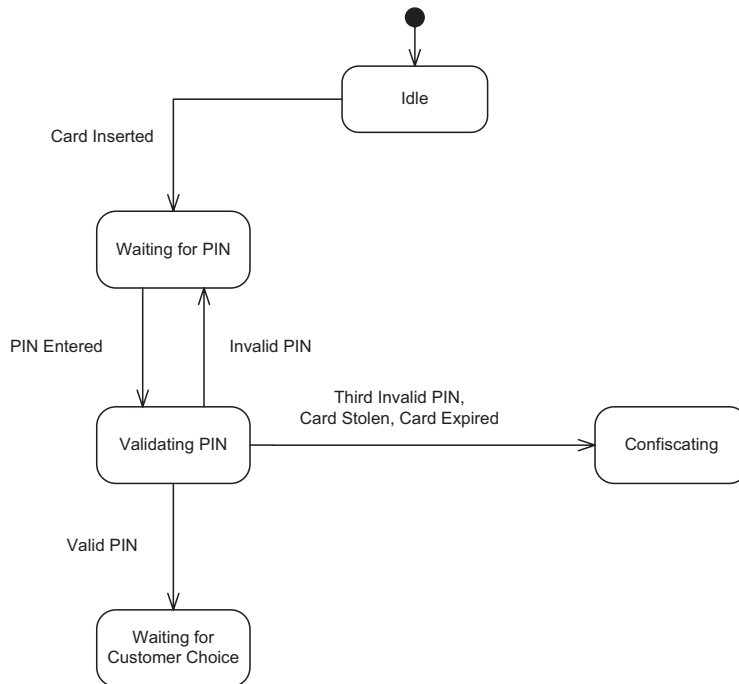 Idle
Card Inserted
Waiting for PIN
PIN Entered
Invalid PIN
Third Invalid PIN,
Card Stolen, Card Expired
Validating PIN
Confiscating
Valid PIN
Waiting for
Customer Choice